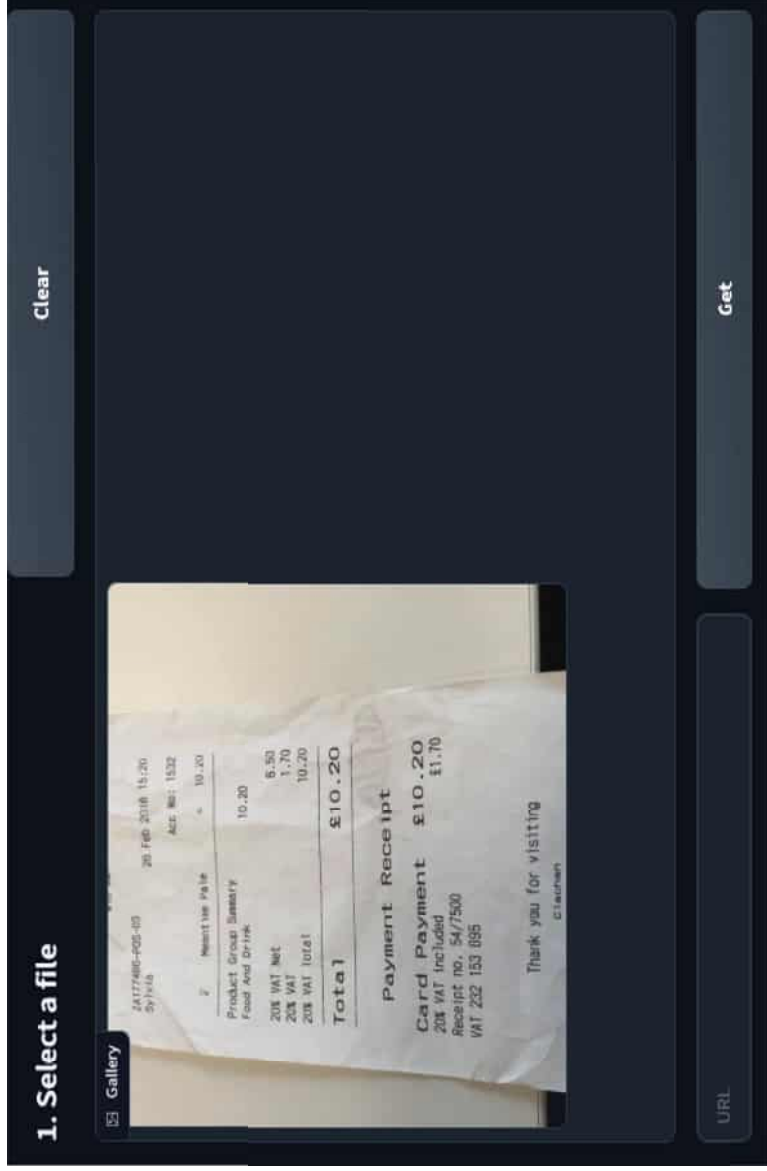 1. Select a file
Clear
Gallery
Sylvia
26 Feb 2018 15:20
Acc No: 1532
2 Meantime Pale = 10.20
Product Group Summary
Food And Drink 10.20
20% VAT Net 8.50
20% VAT 1.70
20% VAT Total 10.20
Total £10.20
Payment Receipt
Card Payment £10.20
20% VAT included £1.70
Receipt no. 54/7500
VAT 232 153 895
Thank you for visiting
Clachan
URL
Get